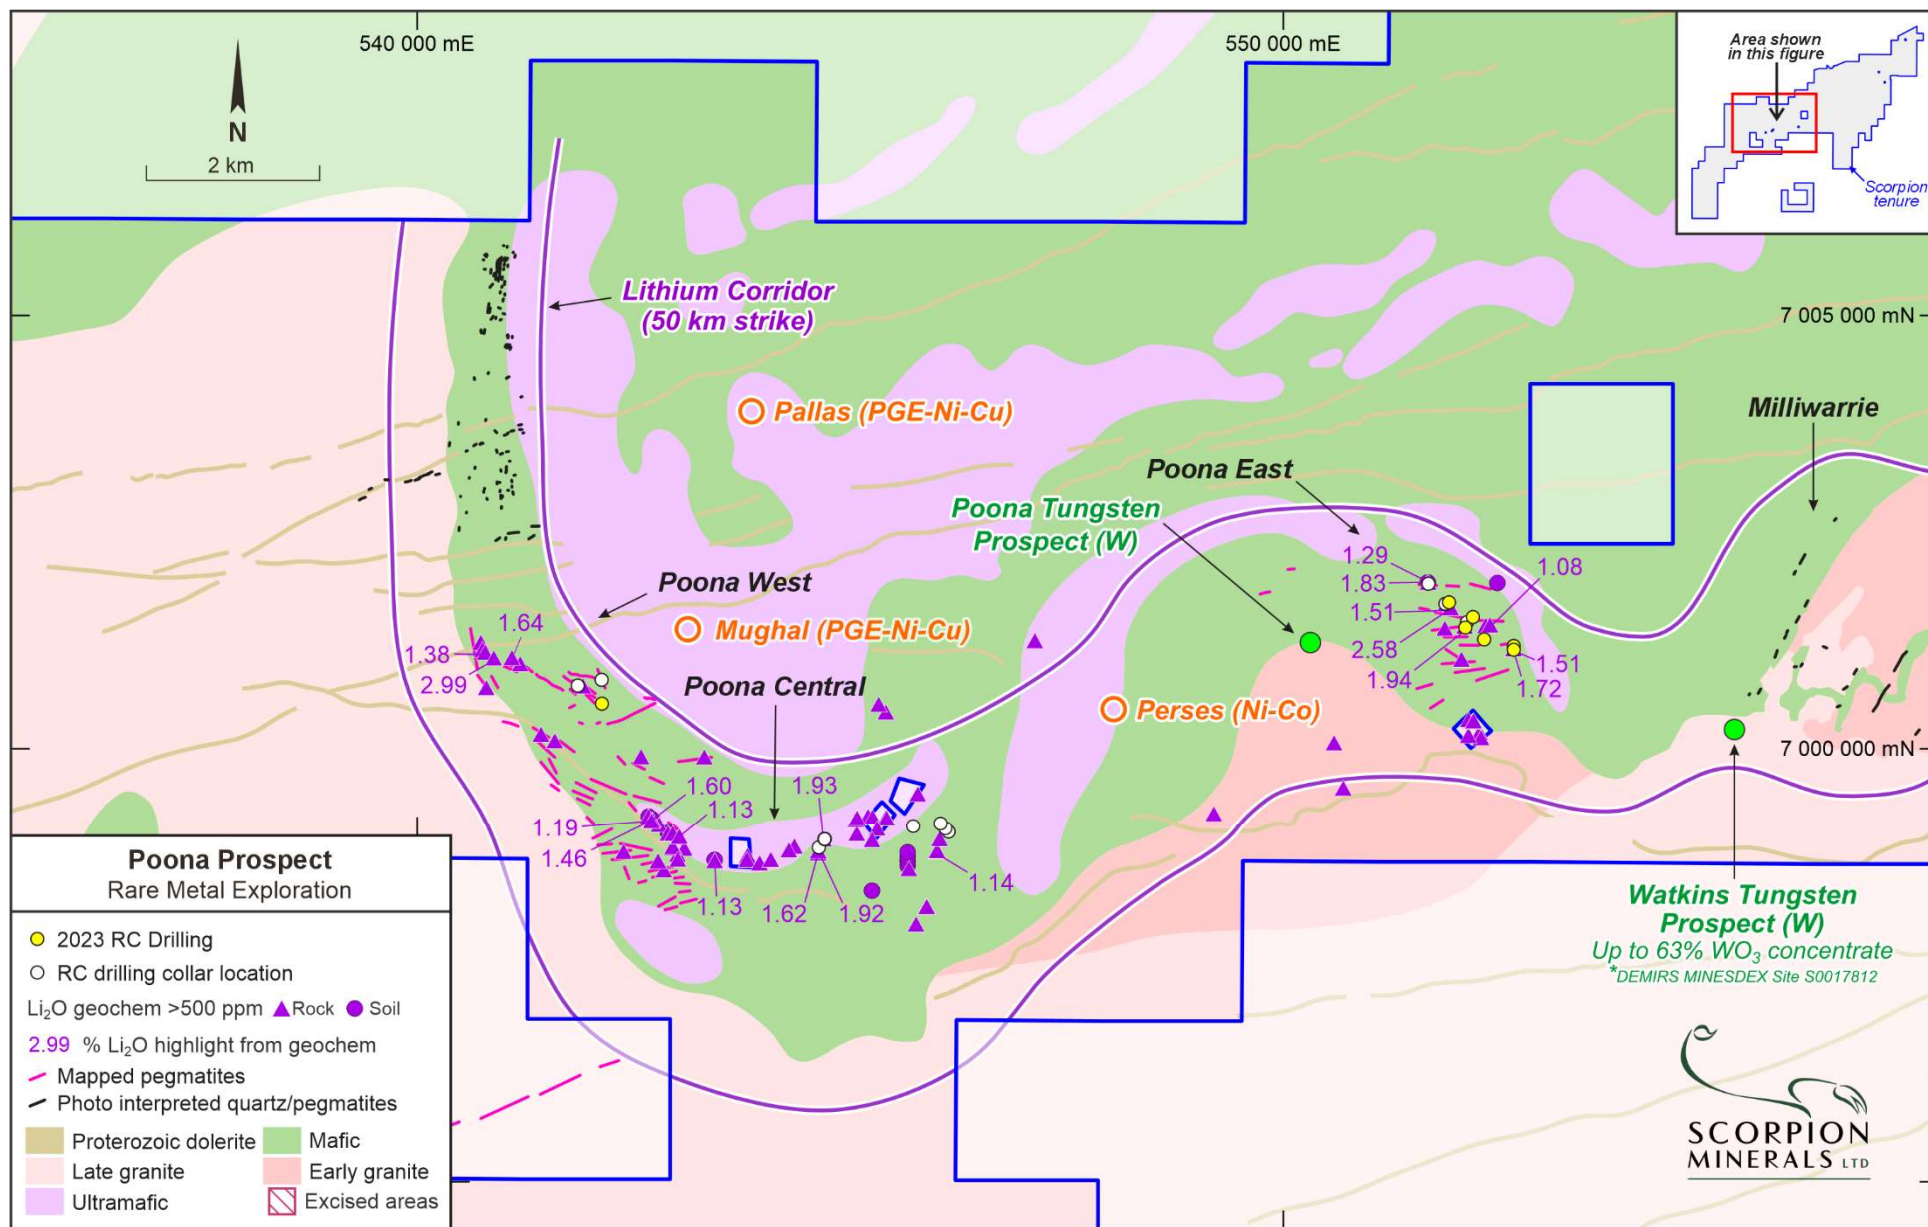 540 000 mE
550 000 mE
Area shown
in this figure
Scorpion
tenure
N
2 km
Lithium Corridor
(50 km strike)
7 005 000 mN
Pallas (PGE-Ni-Cu)
Milliwarrie
Poona East
Poona Tungsten
Prospect (W)
1.29
1.83
1.08
1.51
Poona West
Mughal (PGE-Ni-Cu)
1.64
1.38
2.99
2.58
1.94
1.51
1.72
Poona Central
Perses (Ni-Co)
7 000 000 mN
1.60
1.13
1.93
1.19
1.46
1.13
1.62
1.92
1.14
Watkins Tungsten
Prospect (W)
Up to 63% WO₃ concentrate
*DEMIRS MINESDEX Site S0017812
Poona Prospect
Rare Metal Exploration
2023 RC Drilling
RC drilling collar location
Li₂O geochem >500 ppm Rock Soil
2.99 % Li₂O highlight from geochem
Mapped pegmatites
Photo interpreted quartz/pegmatites
Proterozoic dolerite Mafic
Late granite Early granite
Ultramafic Excised areas
SCORPION
MINERALS LTD